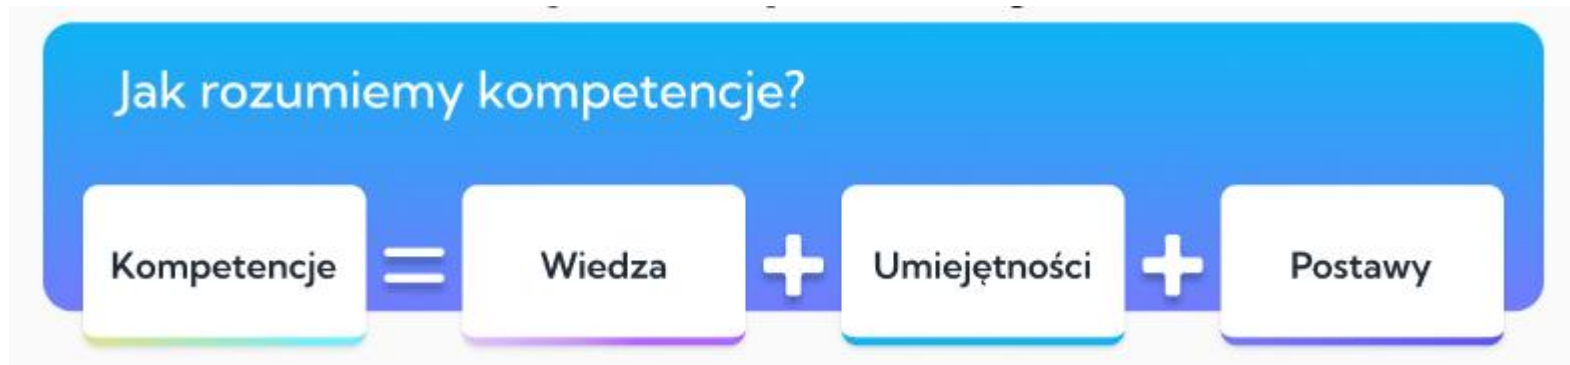 Jak rozumiemy kompetencje?
Kompetencje = Wiedza + Umiejętności + Postawy